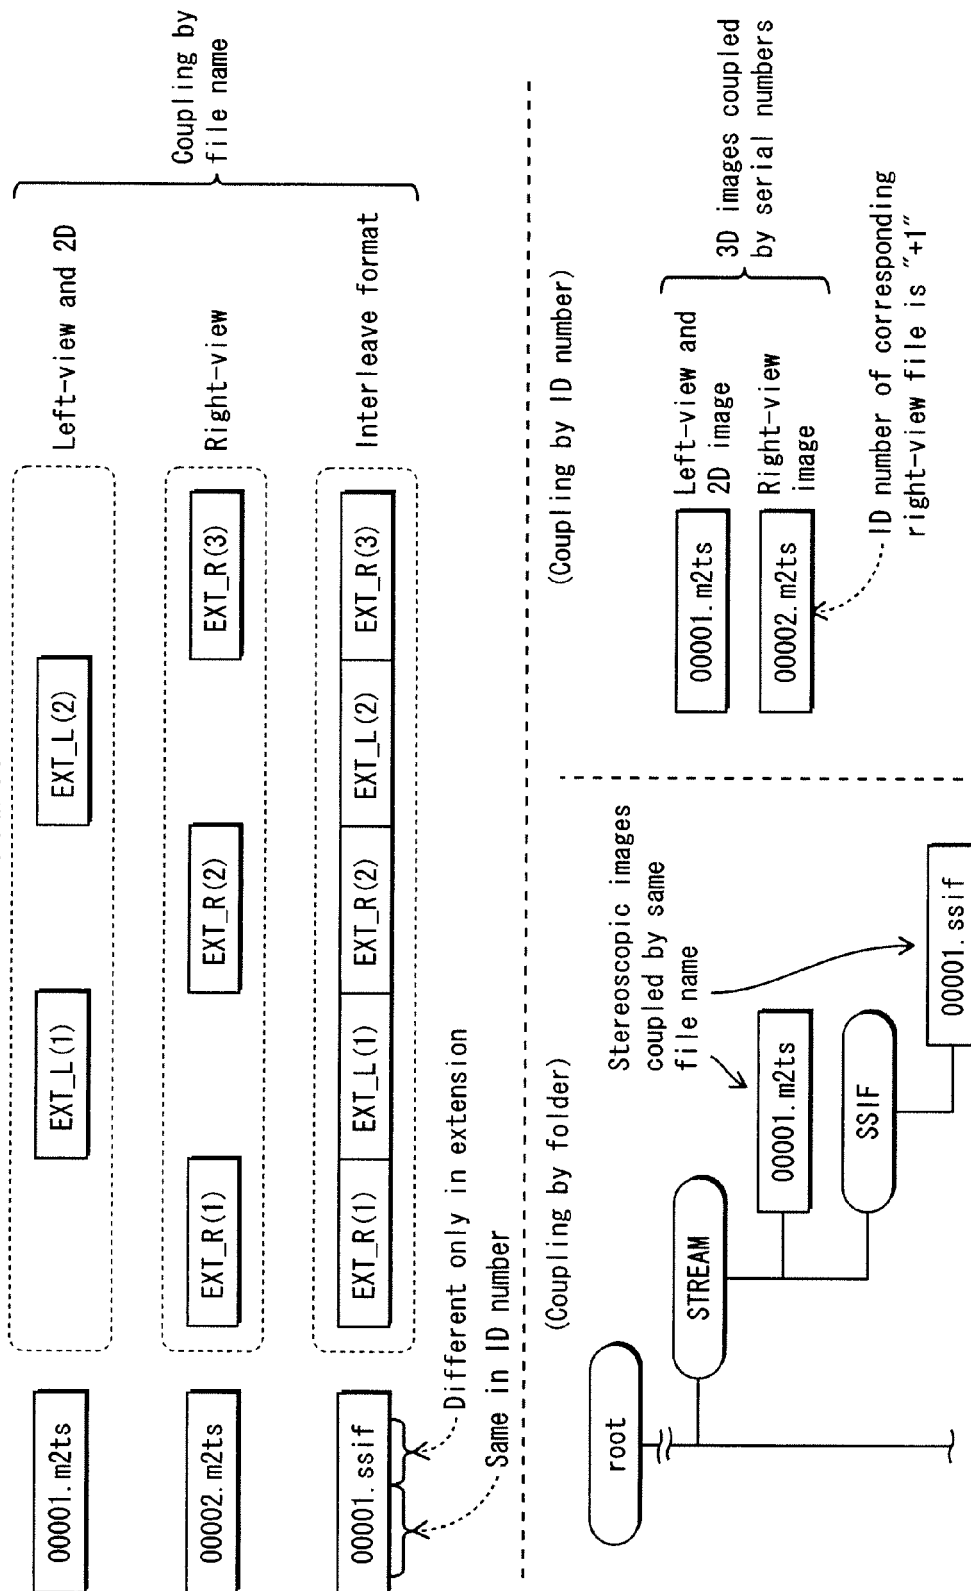 00001.m2ts
EXT_L(1)
EXT_L(2)
Left-view and 2D
00002.m2ts
EXT_R(1)
EXT_R(2)
EXT_R(3)
Right-view
00001.ssif
EXT_R(1)
EXT_L(1)
EXT_R(2)
EXT_L(2)
EXT_R(3)
Interleave format
Coupling by
file name
Different only in extension
Same in ID number
(Coupling by folder)
root
STREAM
00001.m2ts
SSIF
00001.ssif
Stereoscopic images
coupled by same
file name
(Coupling by ID number)
00001.m2ts
Left-view and
2D image
00002.m2ts
Right-view
image
3D images coupled
by serial numbers
ID number of corresponding
right-view file is "+1"